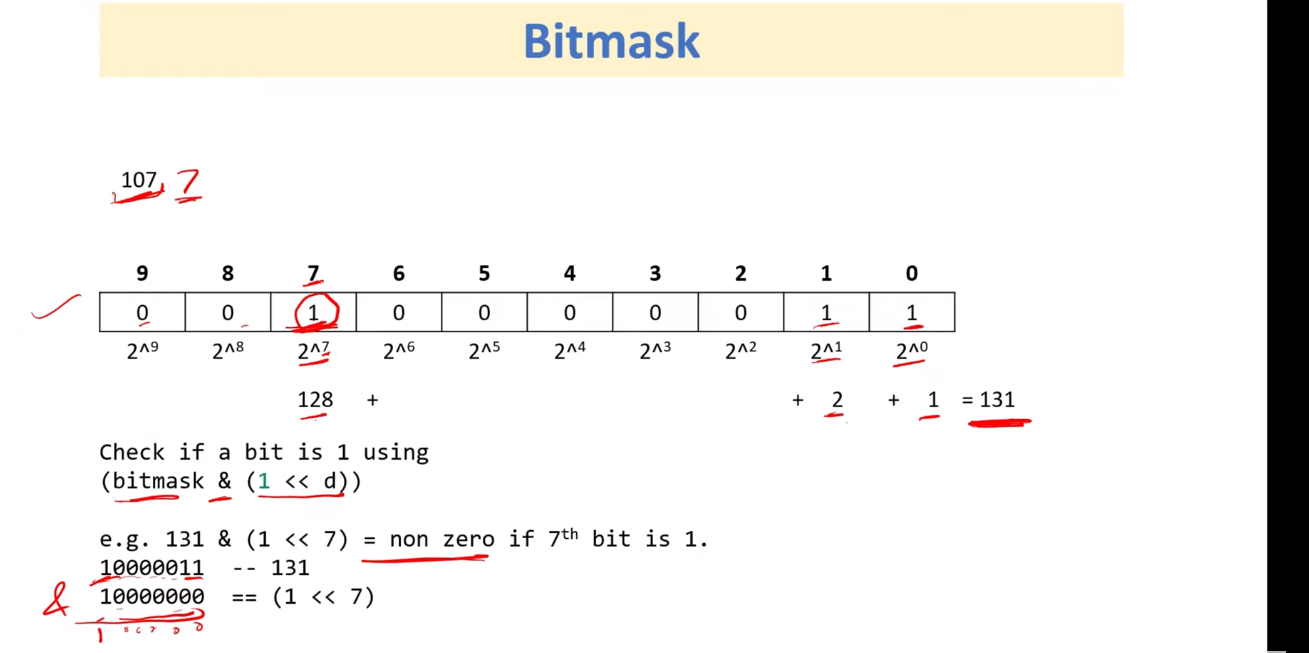 Bitmask
107, 7
9 8 7 6 5 4 3 2 1 0
0 0 1 0 0 0 0 0 1 1
2^9 2^8 2^7 2^6 2^5 2^4 2^3 2^2 2^1 2^0
128 + + 2 + 1 = 131
Check if a bit is 1 using
(bitmask & (1 << d))
e.g. 131 & (1 << 7) = non zero if 7th bit is 1.
10000011 -- 131
& 10000000 == (1 << 7)